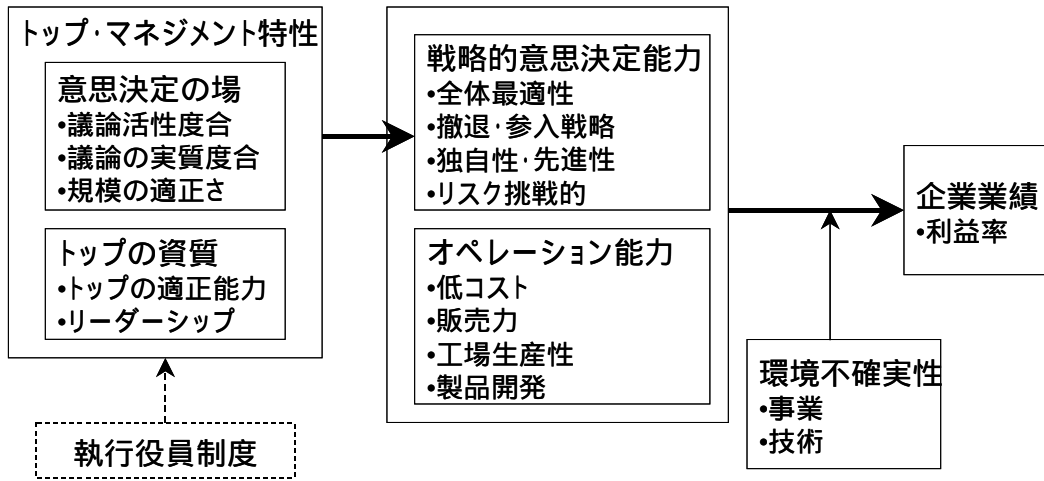 トップ・マネジメント特性
意思決定の場
•議論活性度合
•議論の実質度合
•規模の適正さ
トップの資質
•トップの適正能力
•リーダーシップ
執行役員制度
戦略的意思決定能力
•全体最適性
•撤退・参入戦略
•独自性・先進性
•リスク挑戦的
オペレーション能力
•低コスト
•販売力
•工場生産性
•製品開発
環境不確実性
•事業
•技術
企業業績
•利益率